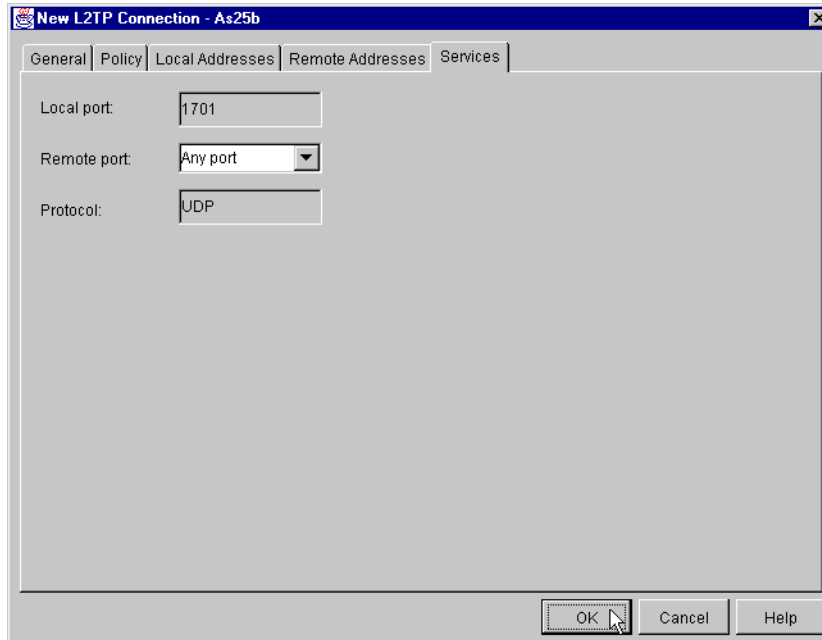 New L2TP Connection - As25b
General Policy Local Addresses Remote Addresses Services
Local port: 1701
Remote port: Any port
Protocol: UDP
OK Cancel Help